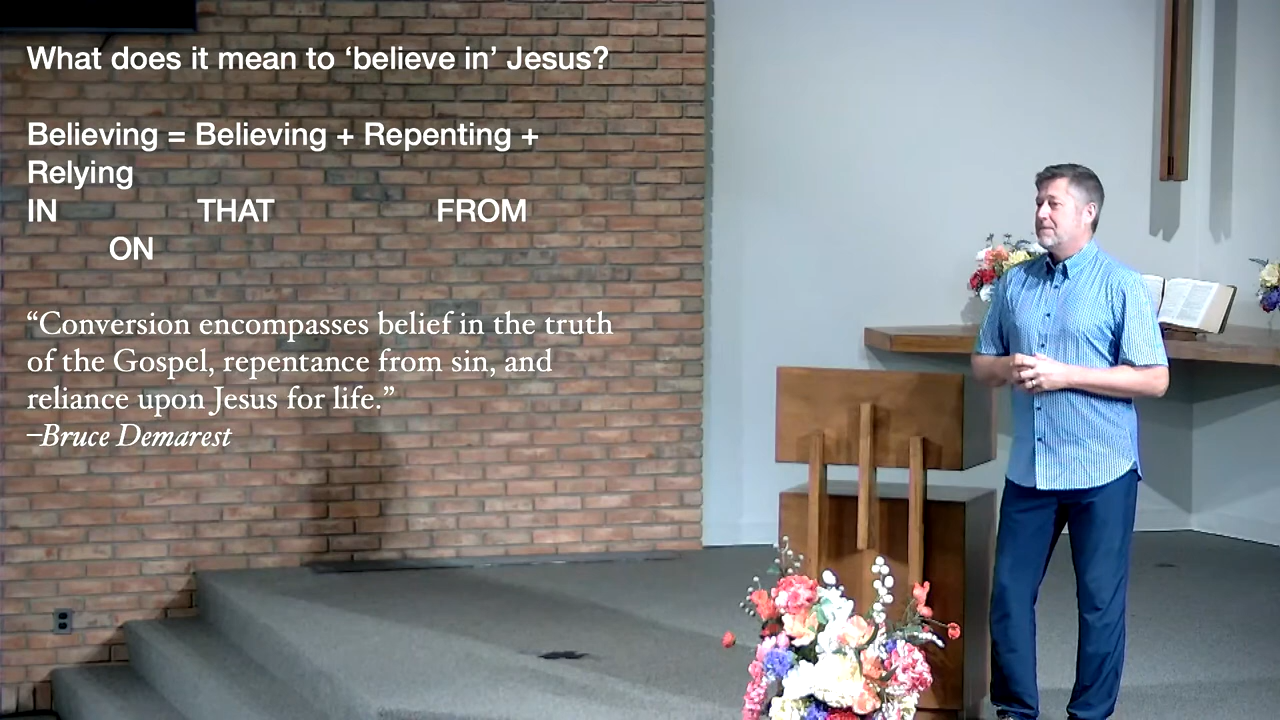 What does it mean to ‘believe in’ Jesus?
Believing = Believing + Repenting +
Relying
IN THAT FROM
ON
“Conversion encompasses belief in the truth
of the Gospel, repentance from sin, and
reliance upon Jesus for life.”
–Bruce Demarest